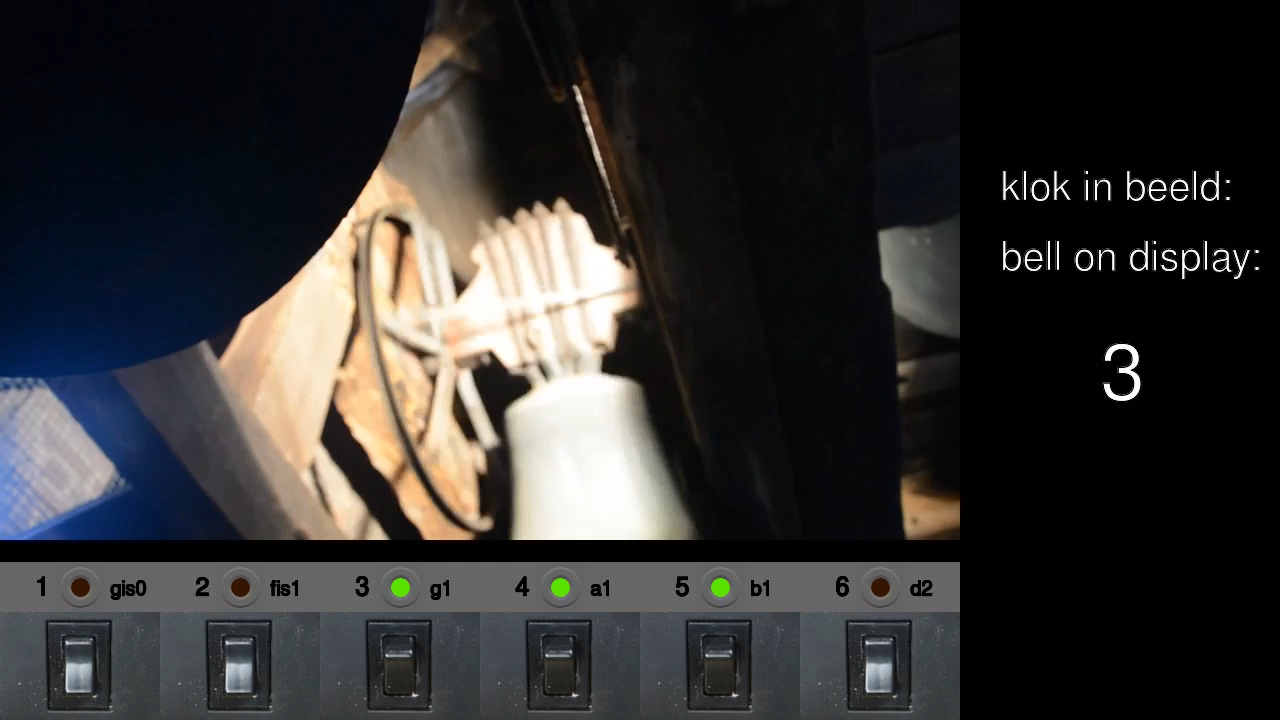 klok in beeld:
bell on display:
3
1 gis0 2 fis1 3 g1 4 a1 5 b1 6 d2